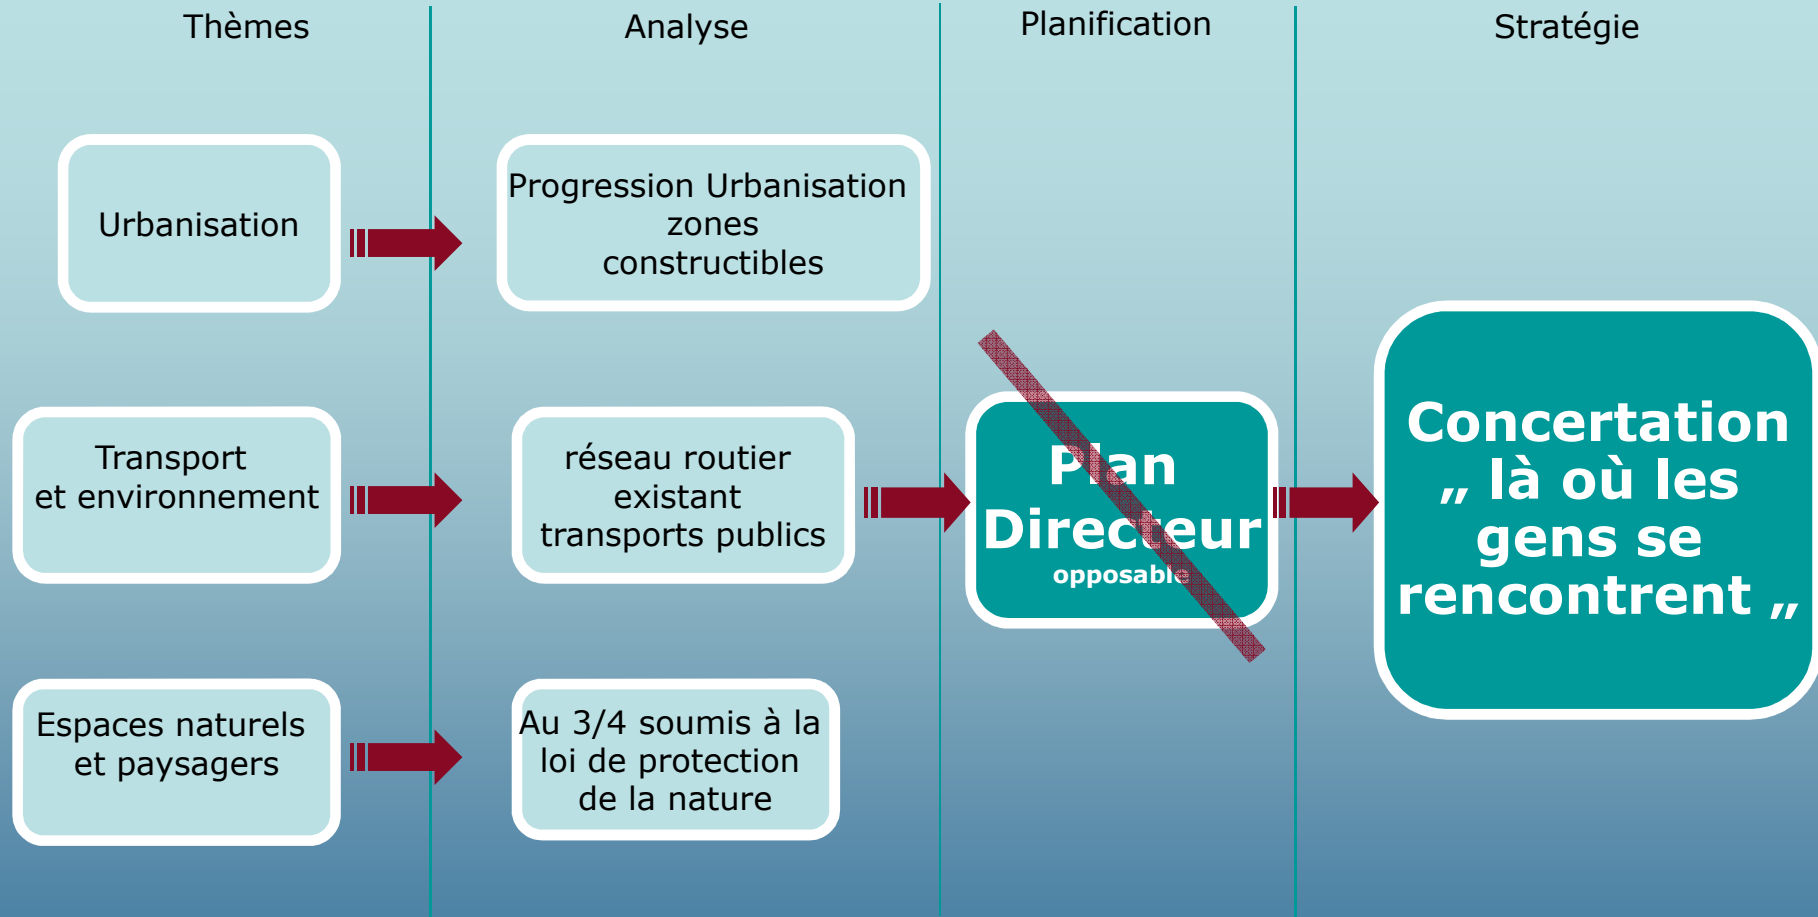 Thèmes
Analyse
Planification
Stratégie
Urbanisation
Progression Urbanisation
zones
constructibles
Transport
et environnement
réseau routier
existant
transports publics
Plan
Directeur
opposable
Concertation
„ là où les
gens se
rencontrent „
Espaces naturels
et paysagers
Au 3/4 soumis à la
loi de protection
de la nature